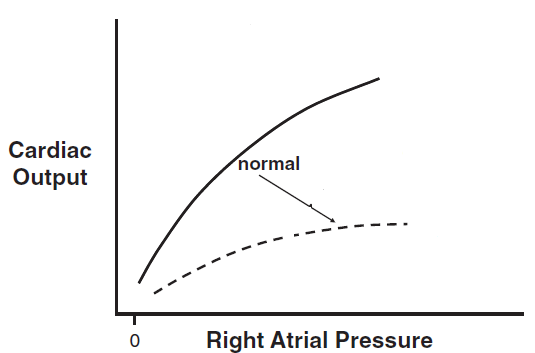 Cardiac
Output
normal
0
Right Atrial Pressure